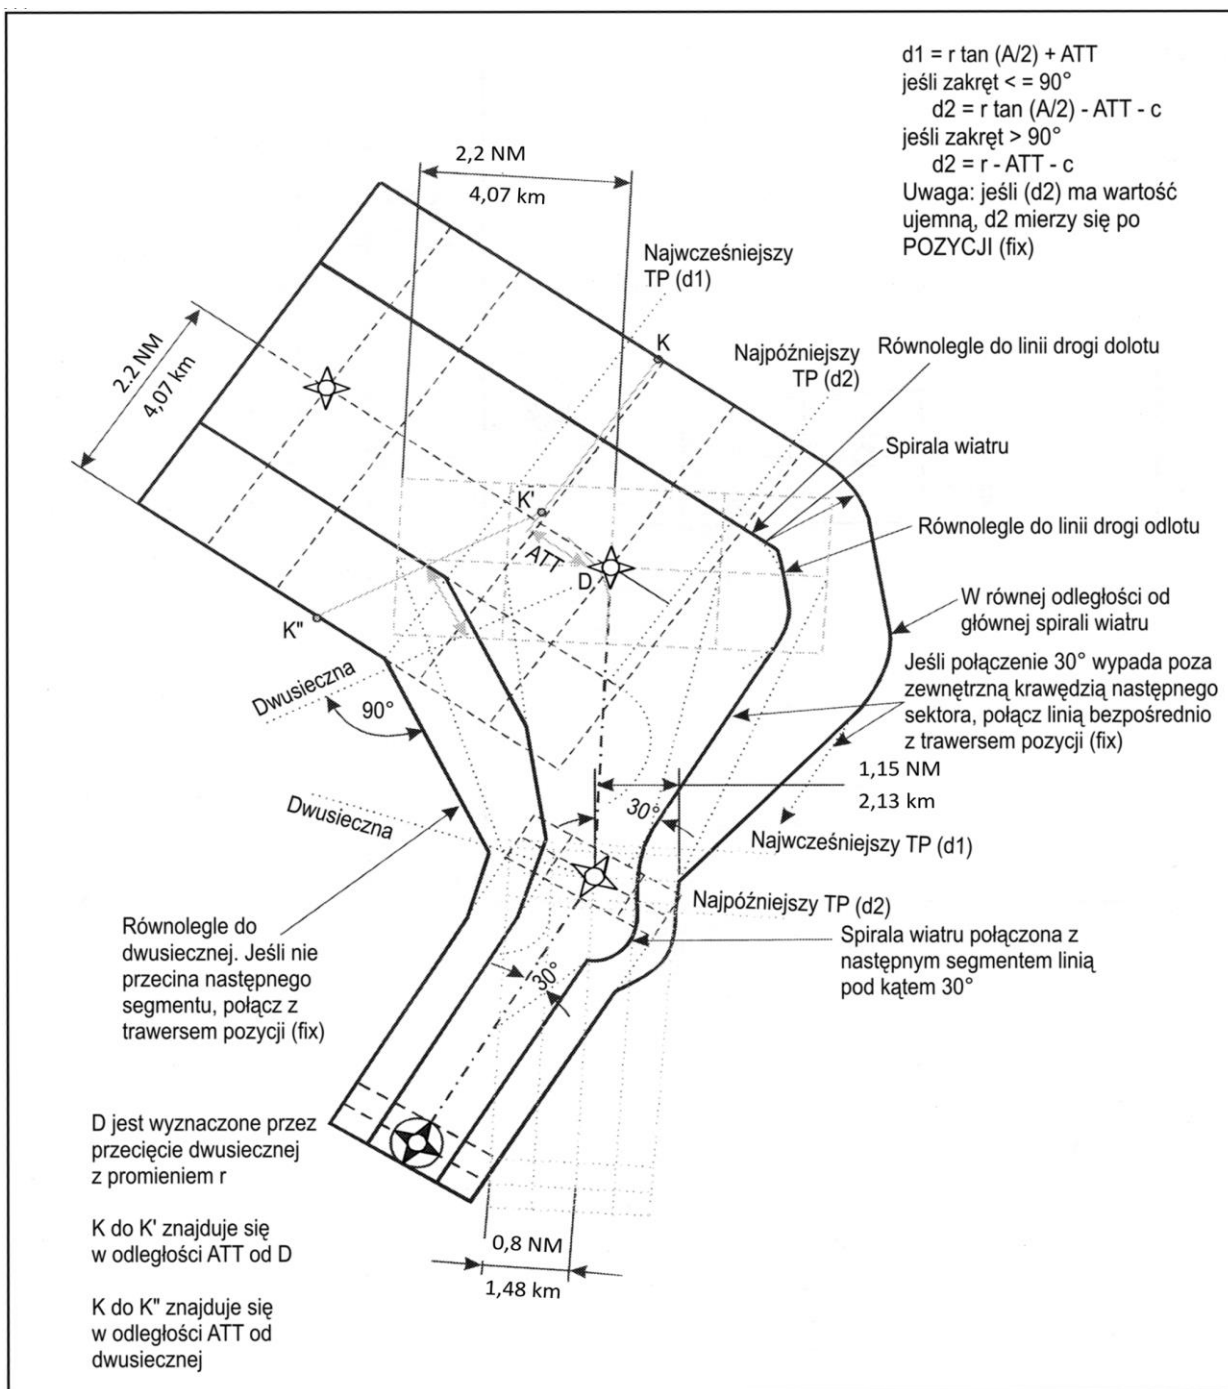 d1 = r tan (A/2) + ATT
jeśli zakręt < = 90°
d2 = r tan (A/2) - ATT - c
jeśli zakręt > 90°
d2 = r - ATT - c
Uwaga: jeśli (d2) ma wartość
ujemną, d2 mierzy się po
POZYCJI (fix)
2,2 NM
4,07 km
Najwcześniejszy
TP (d1)
K
Najpóźniejszy
TP (d2)
Równolegle do linii drogi dolotu
2.2 NM
4,07 km
Spirala wiatru
K'
ATT
D
Równolegle do linii drogi odlotu
K"
W równej odległości od
głównej spirali wiatru
Dwusieczna
90°
Jeśli połączenie 30° wypada poza
zewnętrzną krawędzią następnego
sektora, połącz linią bezpośrednio
z trawersem pozycji (fix)
1,15 NM
2,13 km
Dwusieczna
30°
Najwcześniejszy TP (d1)
Najpóźniejszy TP (d2)
Równolegle do
dwusiecznej. Jeśli nie
przecina następnego
segmentu, połącz z
trawersem pozycji (fix)
Spirala wiatru połączona z
następnym segmentem linią
pod kątem 30°
30°
D jest wyznaczone przez
przecięcie dwusiecznej
z promieniem r
K do K' znajduje się
w odległości ATT od D
0,8 NM
1,48 km
K do K" znajduje się
w odległości ATT od
dwusiecznej